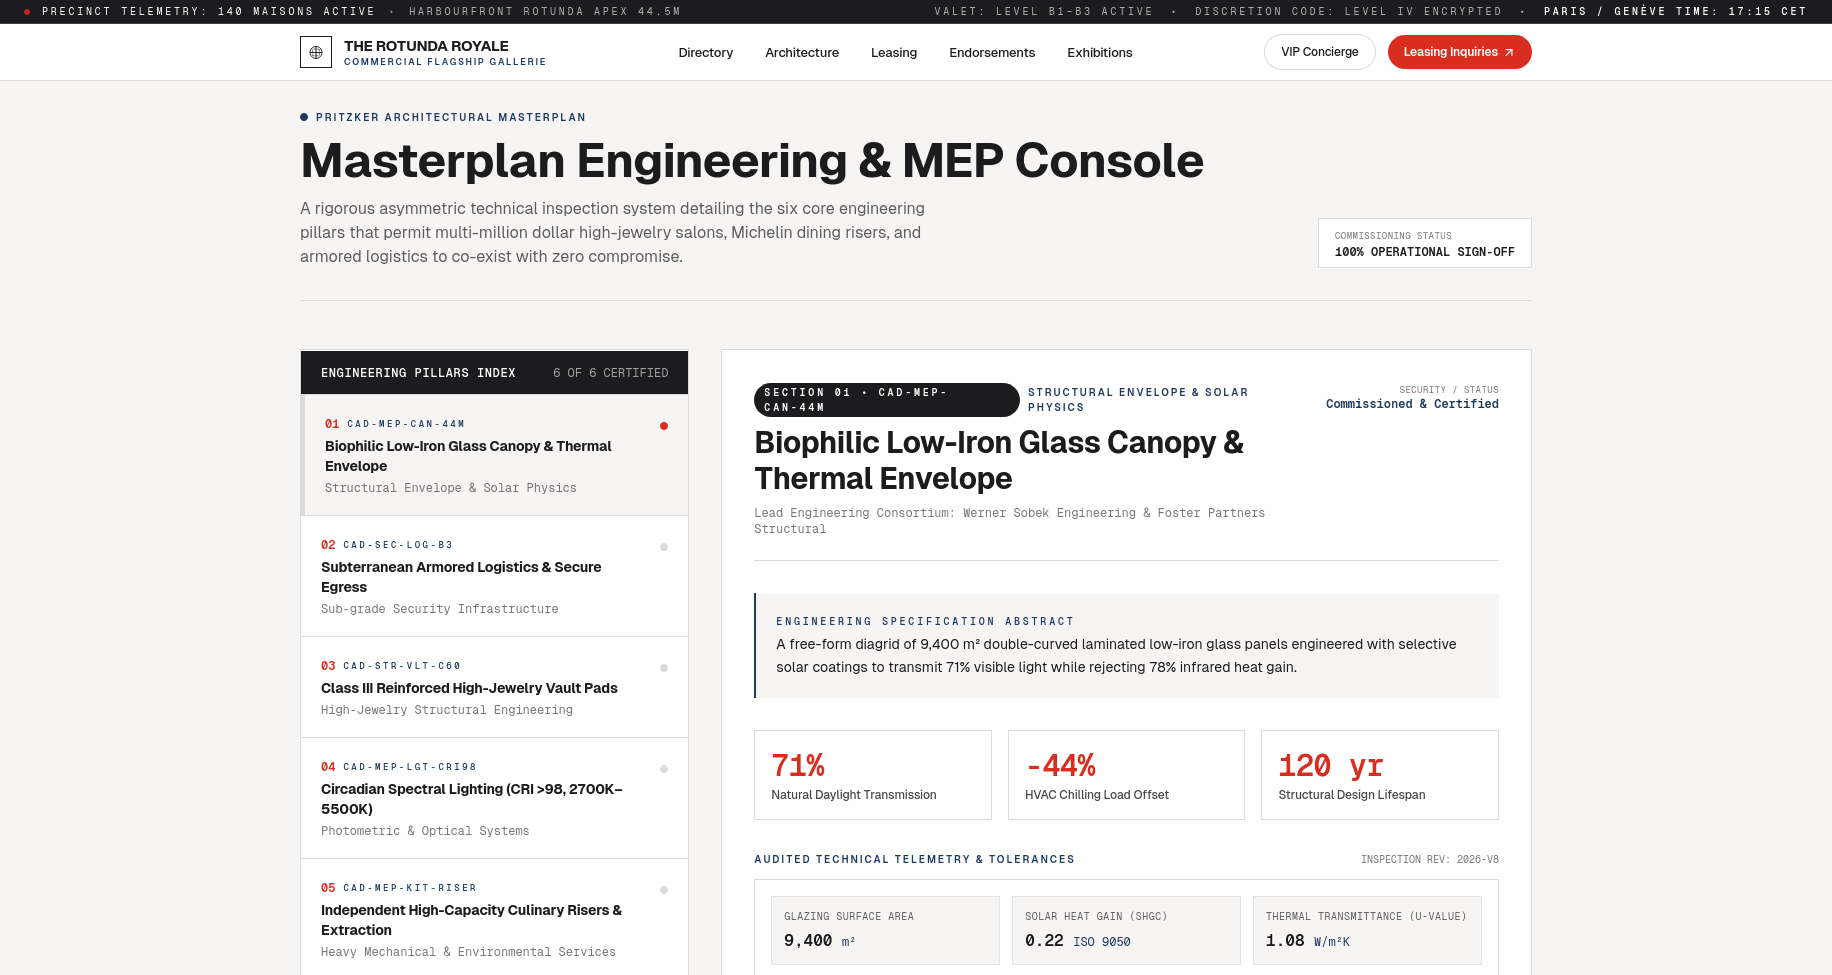 PRECINCT TELEMETRY: 140 MAISONS ACTIVE • HARBOURFRONT ROTUNDA APEX 44.5M
VALET: LEVEL B1–B3 ACTIVE • DISCRETION CODE: LEVEL IV ENCRYPTED • PARIS / GENÈVE TIME: 17:15 CET
THE ROTUNDA ROYALE
COMMERCIAL FLAGSHIP GALLERIE
Directory
Architecture
Leasing
Endorsements
Exhibitions
VIP Concierge
Leasing Inquiries
PRITZKER ARCHITECTURAL MASTERPLAN
Masterplan Engineering & MEP Console
A rigorous asymmetric technical inspection system detailing the six core engineering
pillars that permit multi-million dollar high-jewelry salons, Michelin dining risers, and
armored logistics to co-exist with zero compromise.
COMMISSIONING STATUS
100% OPERATIONAL SIGN-OFF
ENGINEERING PILLARS INDEX
6 OF 6 CERTIFIED
01 CAD-MEP-CAN-44M
Biophilic Low-Iron Glass Canopy & Thermal
Envelope
Structural Envelope & Solar Physics
02 CAD-SEC-LOG-B3
Subterranean Armored Logistics & Secure
Egress
Sub-grade Security Infrastructure
03 CAD-STR-VLT-C60
Class III Reinforced High-Jewelry Vault Pads
High-Jewelry Structural Engineering
04 CAD-MEP-LGT-CRI98
Circadian Spectral Lighting (CRI >98, 2700K–
5500K)
Photometric & Optical Systems
05 CAD-MEP-KIT-RISER
Independent High-Capacity Culinary Risers &
Extraction
Heavy Mechanical & Environmental Services
SECTION 01 • CAD-MEP-
CAN-44M
STRUCTURAL ENVELOPE & SOLAR
PHYSICS
SECURITY / STATUS
Commissioned & Certified
Biophilic Low-Iron Glass Canopy &
Thermal Envelope
Lead Engineering Consortium: Werner Sobek Engineering & Foster Partners
Structural
ENGINEERING SPECIFICATION ABSTRACT
A free-form diagrid of 9,400 m² double-curved laminated low-iron glass panels engineered with selective
solar coatings to transmit 71% visible light while rejecting 78% infrared heat gain.
71%
Natural Daylight Transmission
-44%
HVAC Chilling Load Offset
120 yr
Structural Design Lifespan
AUDITED TECHNICAL TELEMETRY & TOLERANCES
INSPECTION REV: 2026-V8
GLAZING SURFACE AREA
9,400 m²
SOLAR HEAT GAIN (SHGC)
0.22 ISO 9050
THERMAL TRANSMITTANCE (U-VALUE)
1.08 W/m²K